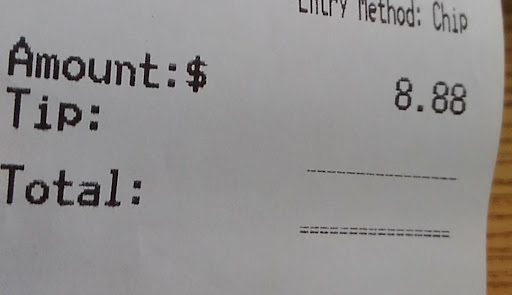 Entry Method: Chip
Amount:$ 8.88
Tip:
Total: